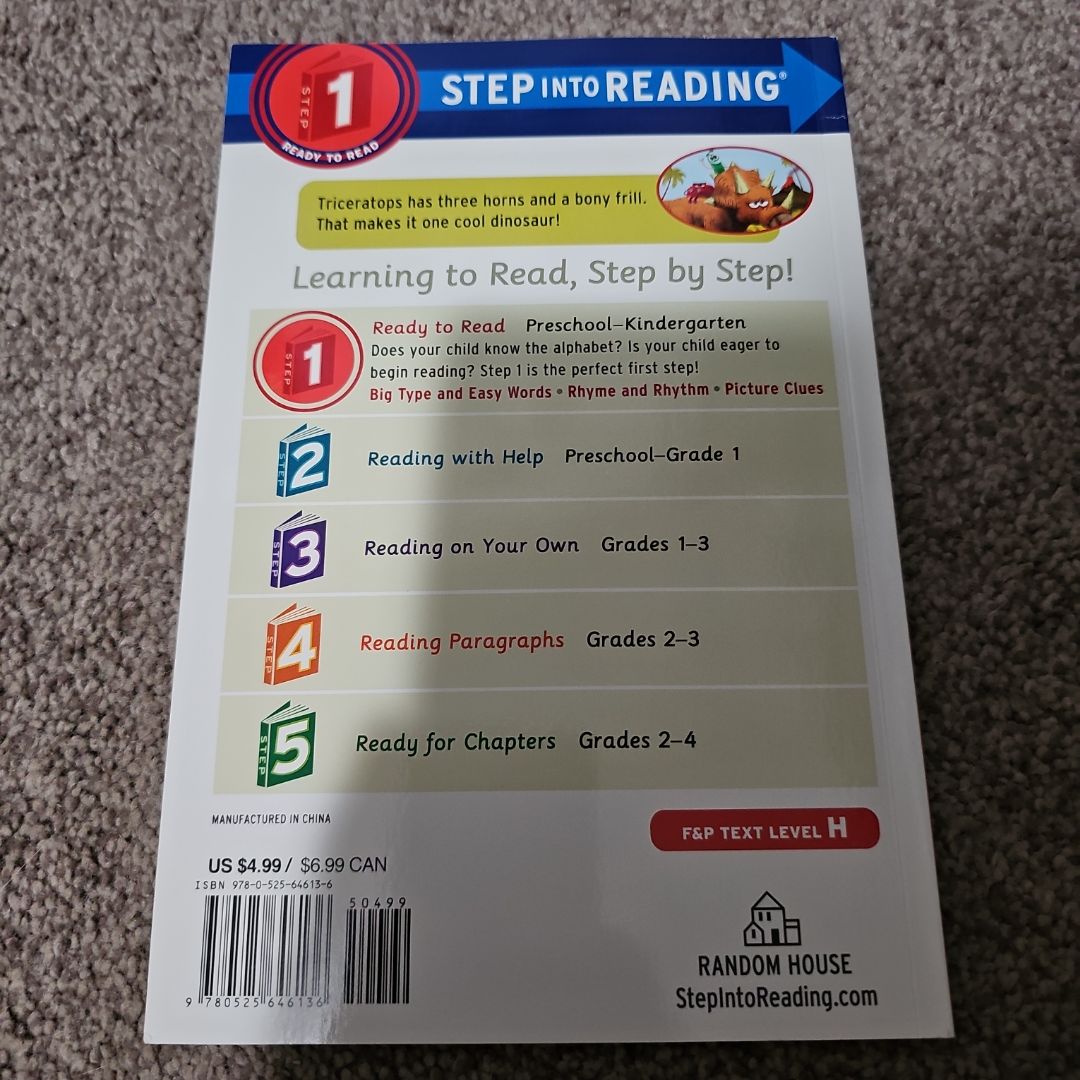 STEP 1
READY TO READ
STEP INTO READING®
Triceratops has three horns and a bony frill.
That makes it one cool dinosaur!
Learning to Read, Step by Step!
STEP 1
Ready to Read Preschool–Kindergarten
Does your child know the alphabet? Is your child eager to
begin reading? Step 1 is the perfect first step!
Big Type and Easy Words • Rhyme and Rhythm • Picture Clues
STEP 2
Reading with Help Preschool–Grade 1
STEP 3
Reading on Your Own Grades 1–3
STEP 4
Reading Paragraphs Grades 2–3
STEP 5
Ready for Chapters Grades 2–4
MANUFACTURED IN CHINA
F&P TEXT LEVEL H
US $4.99 / $6.99 CAN
ISBN 978-0-525-64613-6
50499
9 780525 646136
RANDOM HOUSE
StepIntoReading.com